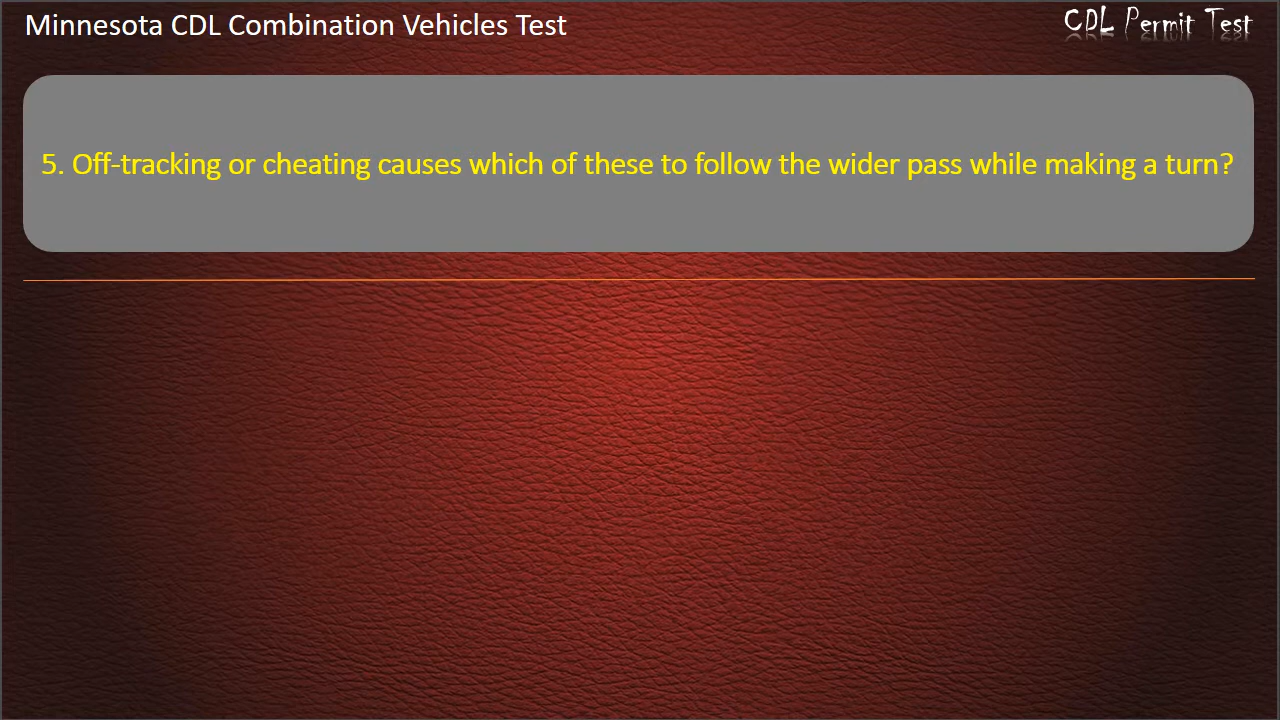 Minnesota CDL Combination Vehicles Test
CDL Permit Test
5. Off-tracking or cheating causes which of these to follow the wider pass while making a turn?